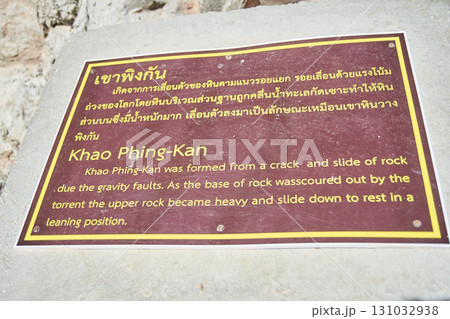 เขาพิงกัน
เกิดจากการเลื่อนตัวของหินตามแนวรอยแยก รอยเลื่อนด้วยแรงโน้ม
ถ่วงของโลกโดยหินบริเวณส่วนฐานถูกคลื่นน้ำทะเลกัดเซาะทำให้หิน
ส่วนบนซึ่งมีน้ำหนักมาก เลื่อนตัวลงมาเป็นลักษณะเหมือนเขาหินวาง
พิงกัน
Khao Phing-Kan
Khao Phing-Kan was formed from a crack and slide of rock
due the gravity faults. As the base of rock wasscoured out by the
torrent the upper rock became heavy and slide down to rest in a
leaning position.
pixta.jp - 131032938